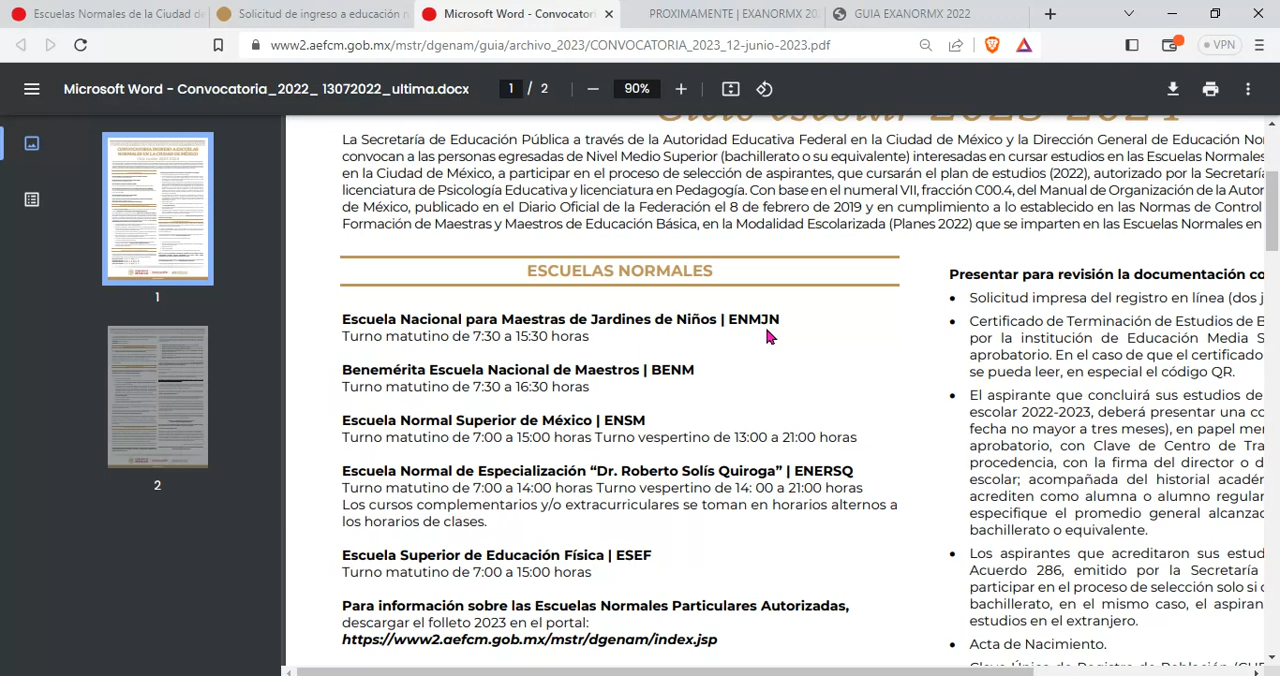 Escuelas Normales de la Ciudad de
Solicitud de ingreso a educación n
Microsoft Word - Convocatori
PROXIMAMENTE | EXANORMX 20
GUIA EXANORMX 2022
www2.aefcm.gob.mx/mstr/dgenam/guia/archivo_2023/CONVOCATORIA_2023_12-junio-2023.pdf
VPN
Microsoft Word - Convocatoria_2022_ 13072022_ultima.docx
1 / 2
90%
1
2
La Secretaría de Educación Pública, a través de la Autoridad Educativa Federal en la Ciudad de México y la Dirección General de Educación No
convocan a las personas egresadas de Nivel Medio Superior (bachillerato o equivalente) interesadas en cursar estudios en las Escuelas Normales
en la Ciudad de México, a participar en el proceso de selección de aspirantes que cursarán el plan de estudios (2022), autorizado por la Secretaría
licenciatura de Psicología Educativa y licenciatura en Pedagogía. Con base en el numeral VII, fracción C00.4, del Manual de Organización de la Autor
de México, publicado en el Diario Oficial de la Federación el 8 de febrero de 2019 y en cumplimiento a lo establecido en las Normas de Control
Formación de Maestras y Maestros de Educación Básica, en la Modalidad Escolarizada (Planes 2022) que se imparten en las Escuelas Normales en
ESCUELAS NORMALES
Escuela Nacional para Maestras de Jardines de Niños | ENMJN
Turno matutino de 7:30 a 15:30 horas
Benemérita Escuela Nacional de Maestros | BENM
Turno matutino de 7:30 a 16:30 horas
Escuela Normal Superior de México | ENSM
Turno matutino de 7:00 a 15:00 horas Turno vespertino de 13:00 a 21:00 horas
Escuela Normal de Especialización “Dr. Roberto Solís Quiroga” | ENERSQ
Turno matutino de 7:00 a 14:00 horas Turno vespertino de 14: 00 a 21:00 horas
Los cursos complementarios y/o extracurriculares se toman en horarios alternos a
los horarios de clases.
Escuela Superior de Educación Física | ESEF
Turno matutino de 7:00 a 15:00 horas
Para información sobre las Escuelas Normales Particulares Autorizadas,
descargar el folleto 2023 en el portal:
https://www2.aefcm.gob.mx/mstr/dgenam/index.jsp
Presentar para revisión la documentación co
• Solicitud impresa del registro en línea (dos j
• Certificado de Terminación de Estudios de B
por la institución de Educación Media S
aprobatorio. En el caso de que el certificado
se pueda leer, en especial el código QR.
• El aspirante que concluirá sus estudios de
escolar 2022-2023, deberá presentar una co
fecha no mayor a tres meses), en papel mem
aprobatorio, con Clave de Centro de Tra
procedencia, con la firma del director o d
escolar; acompañada del historial acadé
acrediten como alumna o alumno regular
especifique el promedio general alcanza
bachillerato o equivalente.
• Los aspirantes que acreditaron sus estud
Acuerdo 286, emitido por la Secretaría
participar en el proceso de selección solo si c
bachillerato, en el mismo caso, el aspiran
estudios en el extranjero.
• Acta de Nacimiento.